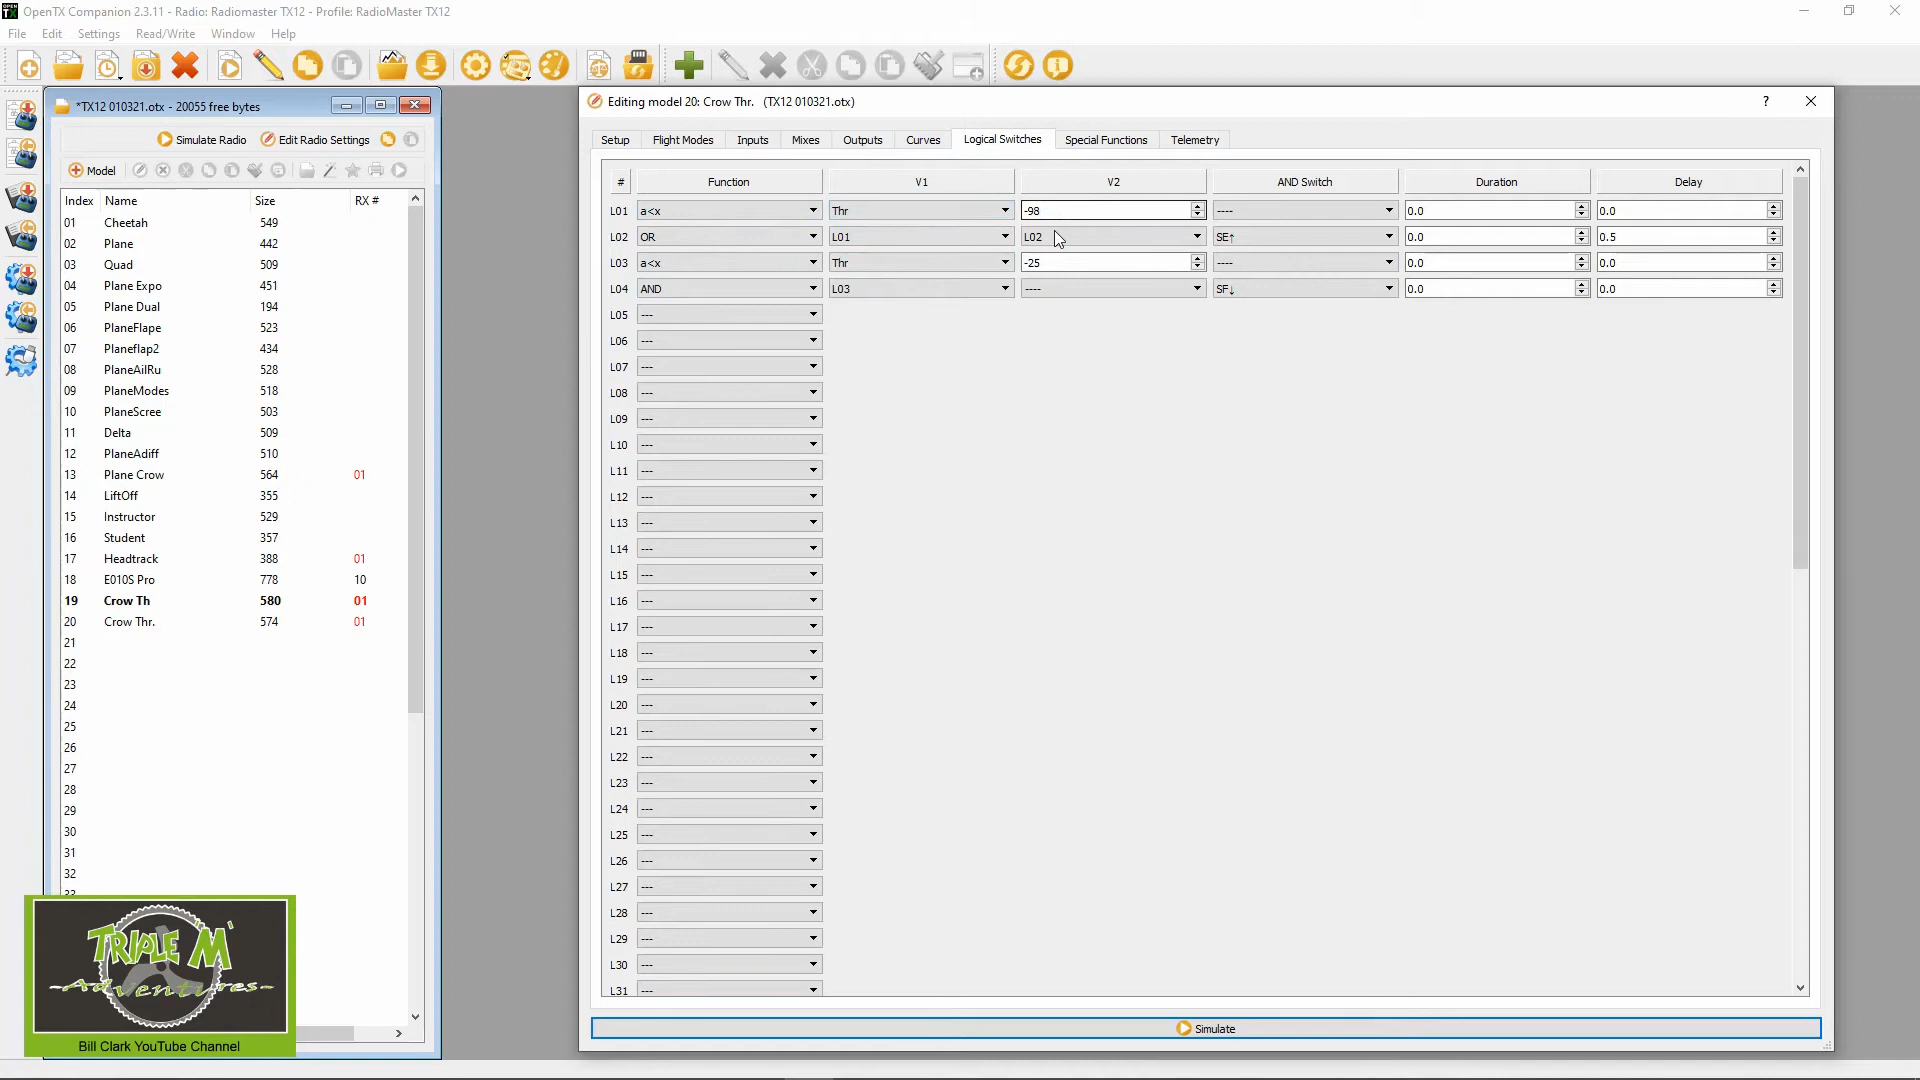 OpenTX Companion 2.3.11 - Radio: Radiomaster TX12 - Profile: RadioMaster TX12
File Edit Settings Read/Write Window Help
*TX12 010321.otx - 20055 free bytes
Simulate Radio Edit Radio Settings
Model
Index Name Size RX #
01 Cheetah 549
02 Plane 442
03 Quad 509
04 Plane Expo 451
05 Plane Dual 194
06 PlaneFlape 523
07 Planeflap2 434
08 PlaneAilRu 528
09 PlaneModes 518
10 PlaneScree 503
11 Delta 509
12 PlaneAdiff 510
13 Plane Crow 564 01
14 LiftOff 355
15 Instructor 529
16 Student 357
17 Headtrack 388 01
18 E010S Pro 778 10
19 Crow Th 580 01
20 Crow Thr. 574 01
21
22
23
24
25
26
27
28
29
30
31
32
33
TRIPLE M
-Adventures-
Bill Clark YouTube Channel
Editing model 20: Crow Thr. (TX12 010321.otx) ?
Setup Flight Modes Inputs Mixes Outputs Curves Logical Switches Special Functions Telemetry
# Function V1 V2 AND Switch Duration Delay
L01 a<x Thr -98 ---- 0.0 0.0
L02 OR L01 L02 SE↑ 0.0 0.5
L03 a<x Thr -25 ---- 0.0 0.0
L04 AND L03 ---- SF↓ 0.0 0.0
L05 ---
L06 ---
L07 ---
L08 ---
L09 ---
L10 ---
L11 ---
L12 ---
L13 ---
L14 ---
L15 ---
L16 ---
L17 ---
L18 ---
L19 ---
L20 ---
L21 ---
L22 ---
L23 ---
L24 ---
L25 ---
L26 ---
L27 ---
L28 ---
L29 ---
L30 ---
L31 ---
Simulate